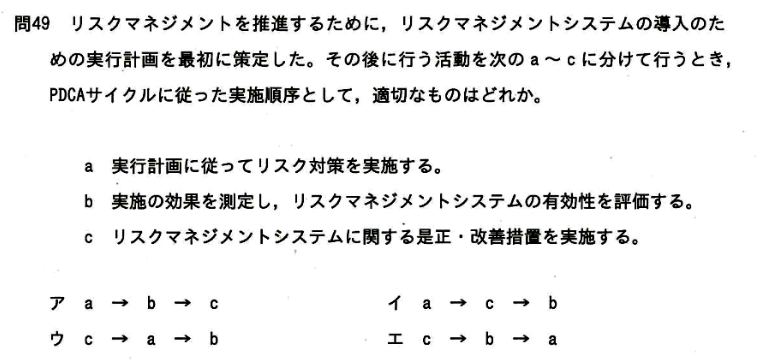 問49 リスクマネジメントを推進するために，リスクマネジメントシステムの導入のた
めの実行計画を最初に策定した。その後に行う活動を次の a ～ c に分けて行うとき，
PDCAサイクルに従った実施順序として，適切なものはどれか。
a 実行計画に従ってリスク対策を実施する。
b 実施の効果を測定し，リスクマネジメントシステムの有効性を評価する。
c リスクマネジメントシステムに関する是正・改善措置を実施する。
ア a → b → c イ a → c → b
ウ c → a → b エ c → b → a